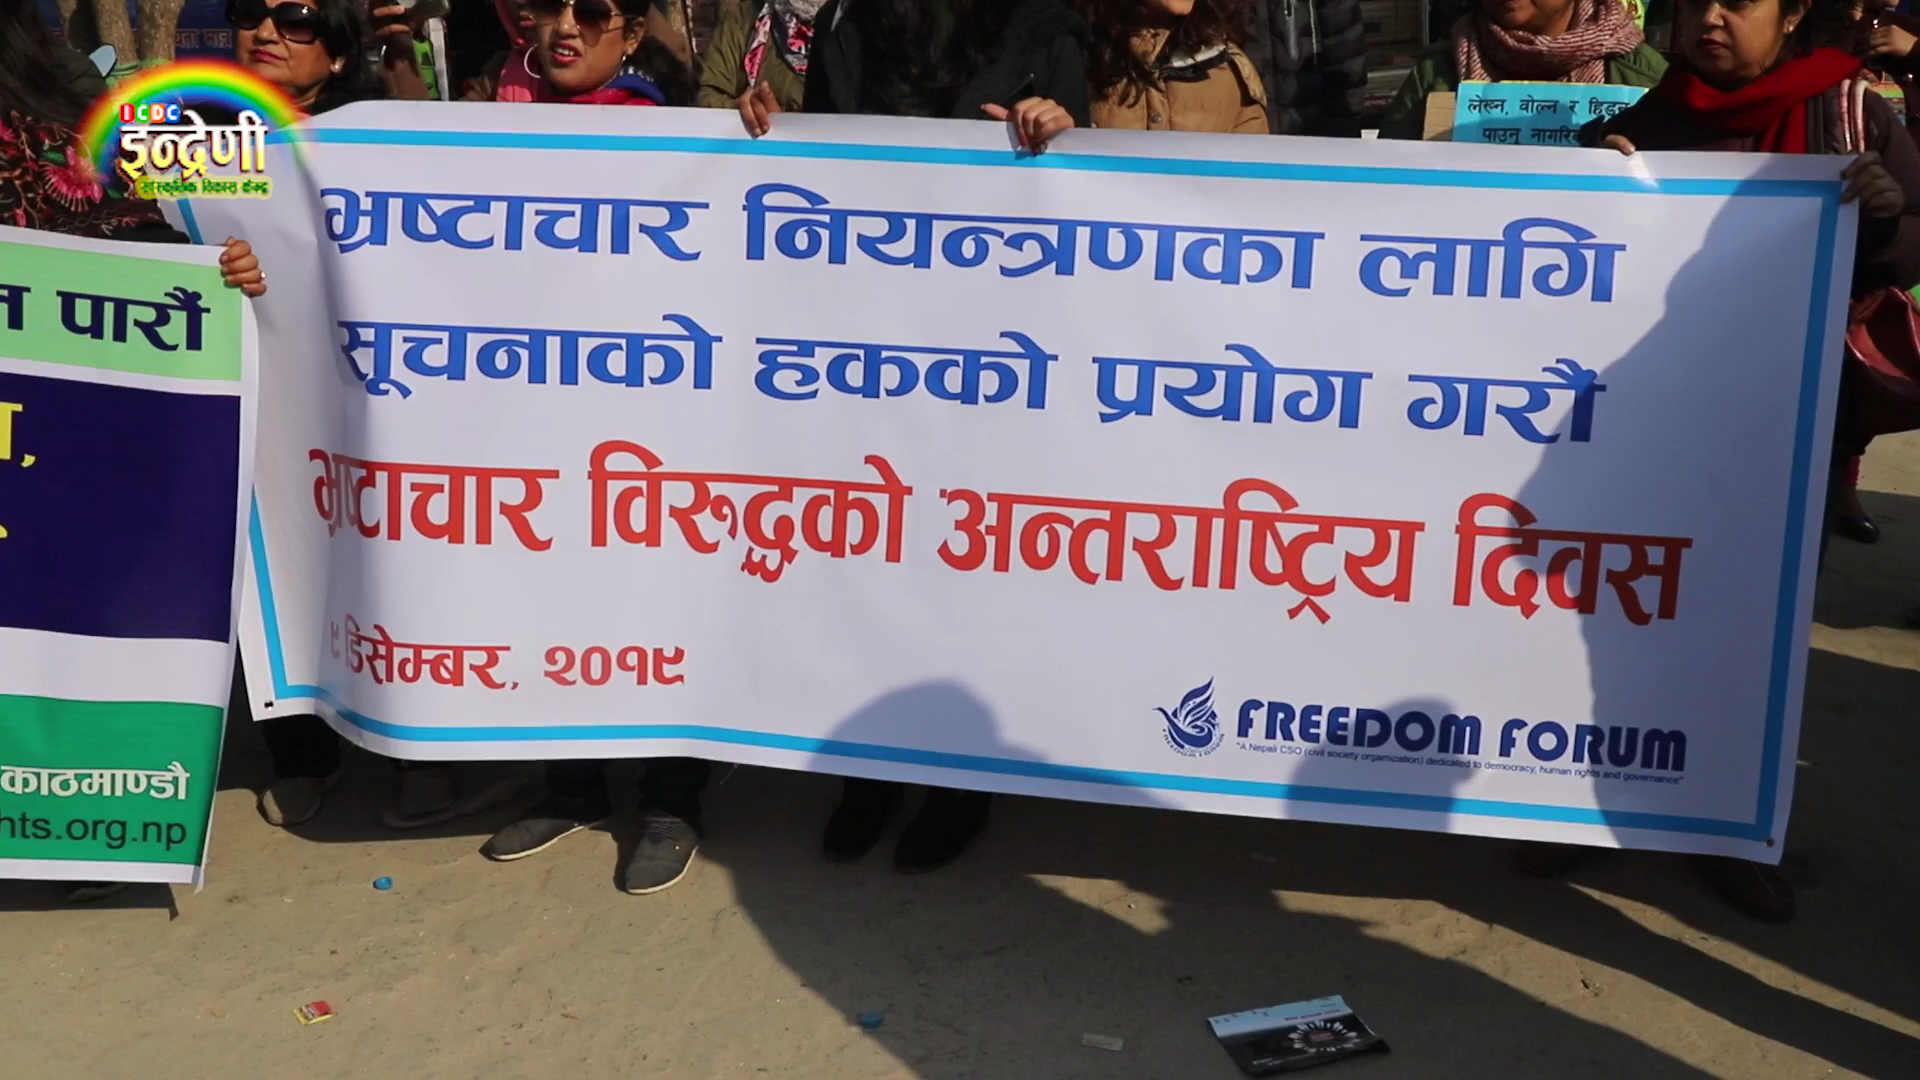 ICDC
इन्द्रेणी
सांस्कृतिक विकास केन्द्र
लेख्न, वोल्न र हिड्न
पाउनु
भ्रष्टाचार नियन्त्रणका लागि
सूचनाको हकको प्रयोग गरौं
भ्रष्टाचार विरुद्धको अन्तराष्ट्रिय दिवस
९ डिसेम्बर, २०१९
FREEDOM FORUM
"A Nepali CSO (civil society organization) dedicated to democracy, human rights and governance"
पारौं
काठमाण्डौ
hts.org.np